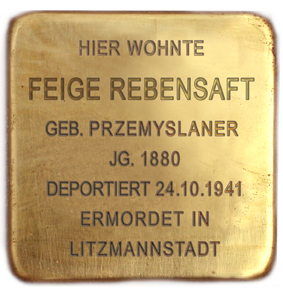 HIER WOHNTE
FEIGE REBENSAFT
GEB. PRZEMYSLANER
JG. 1880
DEPORTIERT 24.10.1941
ERMORDET IN
LITZMANNSTADT